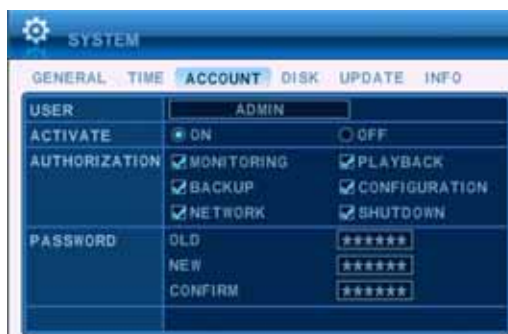 SYSTEM
GENERAL TIME ACCOUNT DISK UPDATE INFO
USER ADMIN
ACTIVATE ON OFF
AUTHORIZATION MONITORING PLAYBACK
BACKUP CONFIGURATION
NETWORK SHUTDOWN
PASSWORD OLD ******
NEW ******
CONFIRM ******